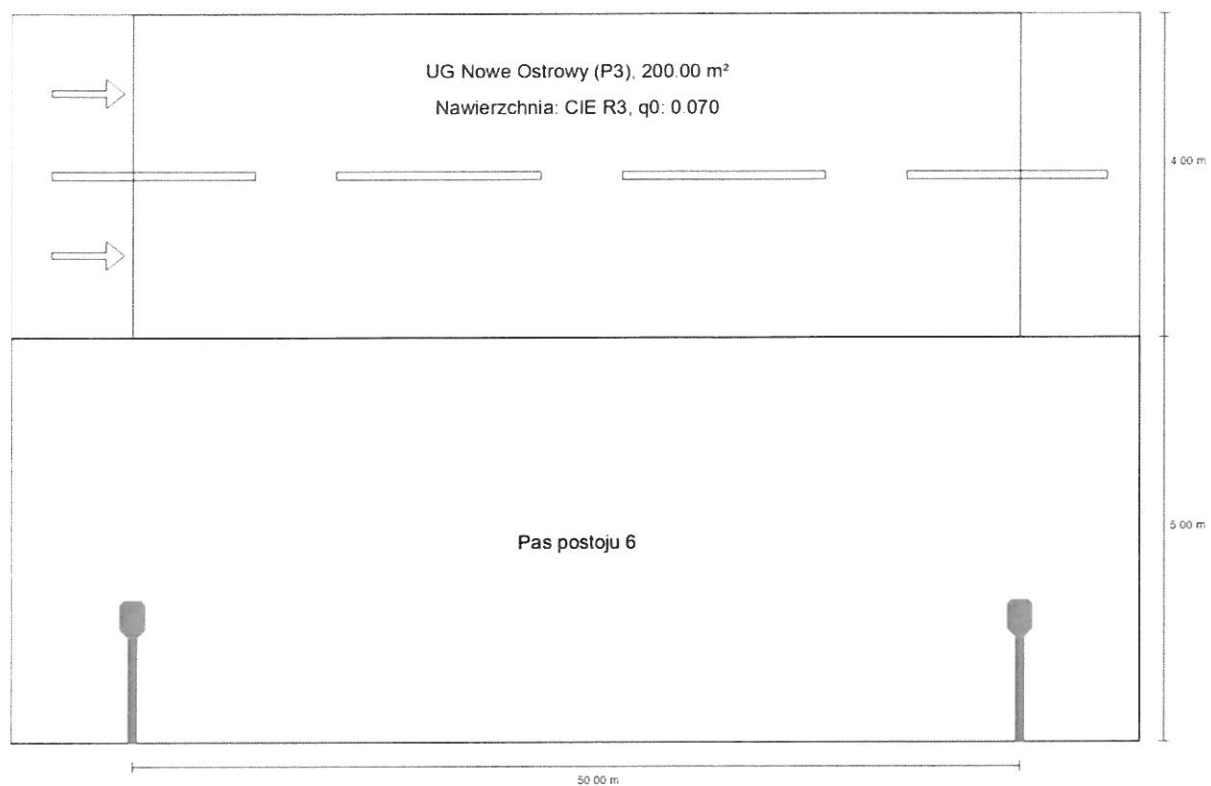 UG Nowe Ostrowy (P3), 200.00 m²
Nawierzchnia: CIE R3, q0: 0.070
4.00 m
Pas postoju 6
5.00 m
50.00 m